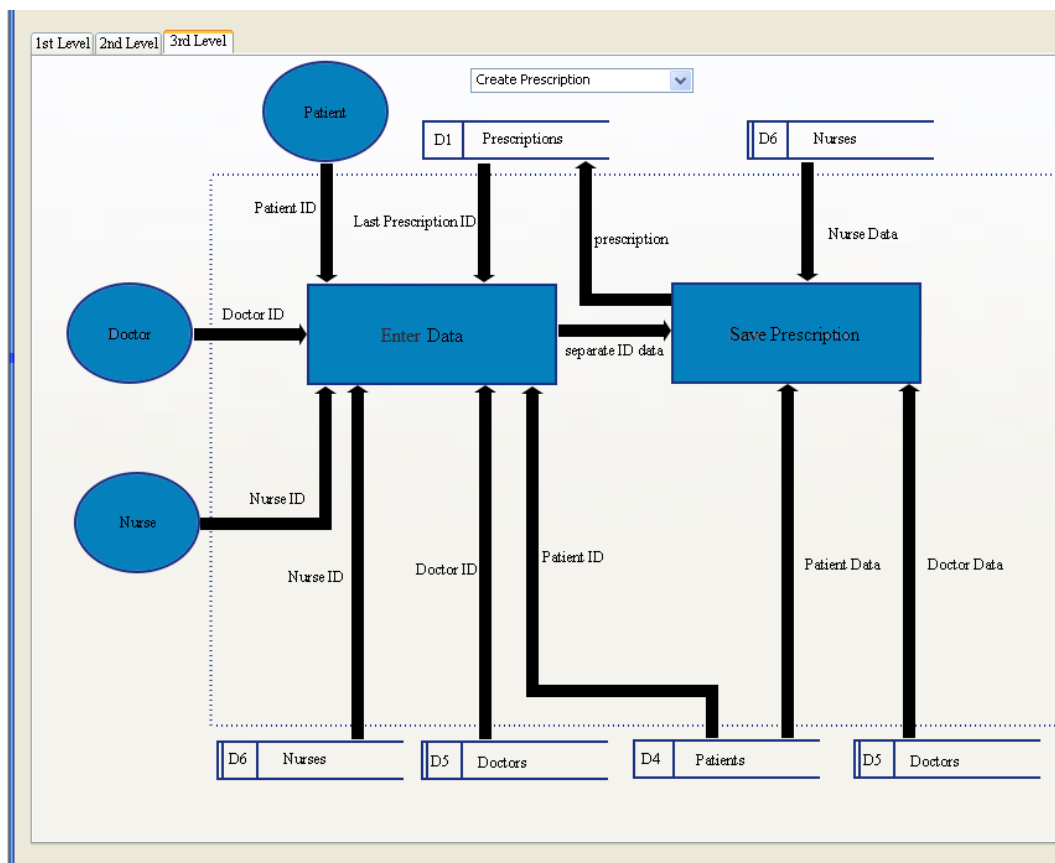 1st Level 2nd Level 3rd Level
Create Prescription
Patient
D1 Prescriptions
D6 Nurses
Patient ID
Last Prescription ID
prescription
Nurse Data
Doctor
Doctor ID
Enter Data
separate ID data
Save Prescription
Nurse
Nurse ID
Nurse ID
Doctor ID
Patient ID
Patient Data
Doctor Data
D6 Nurses
D5 Doctors
D4 Patients
D5 Doctors